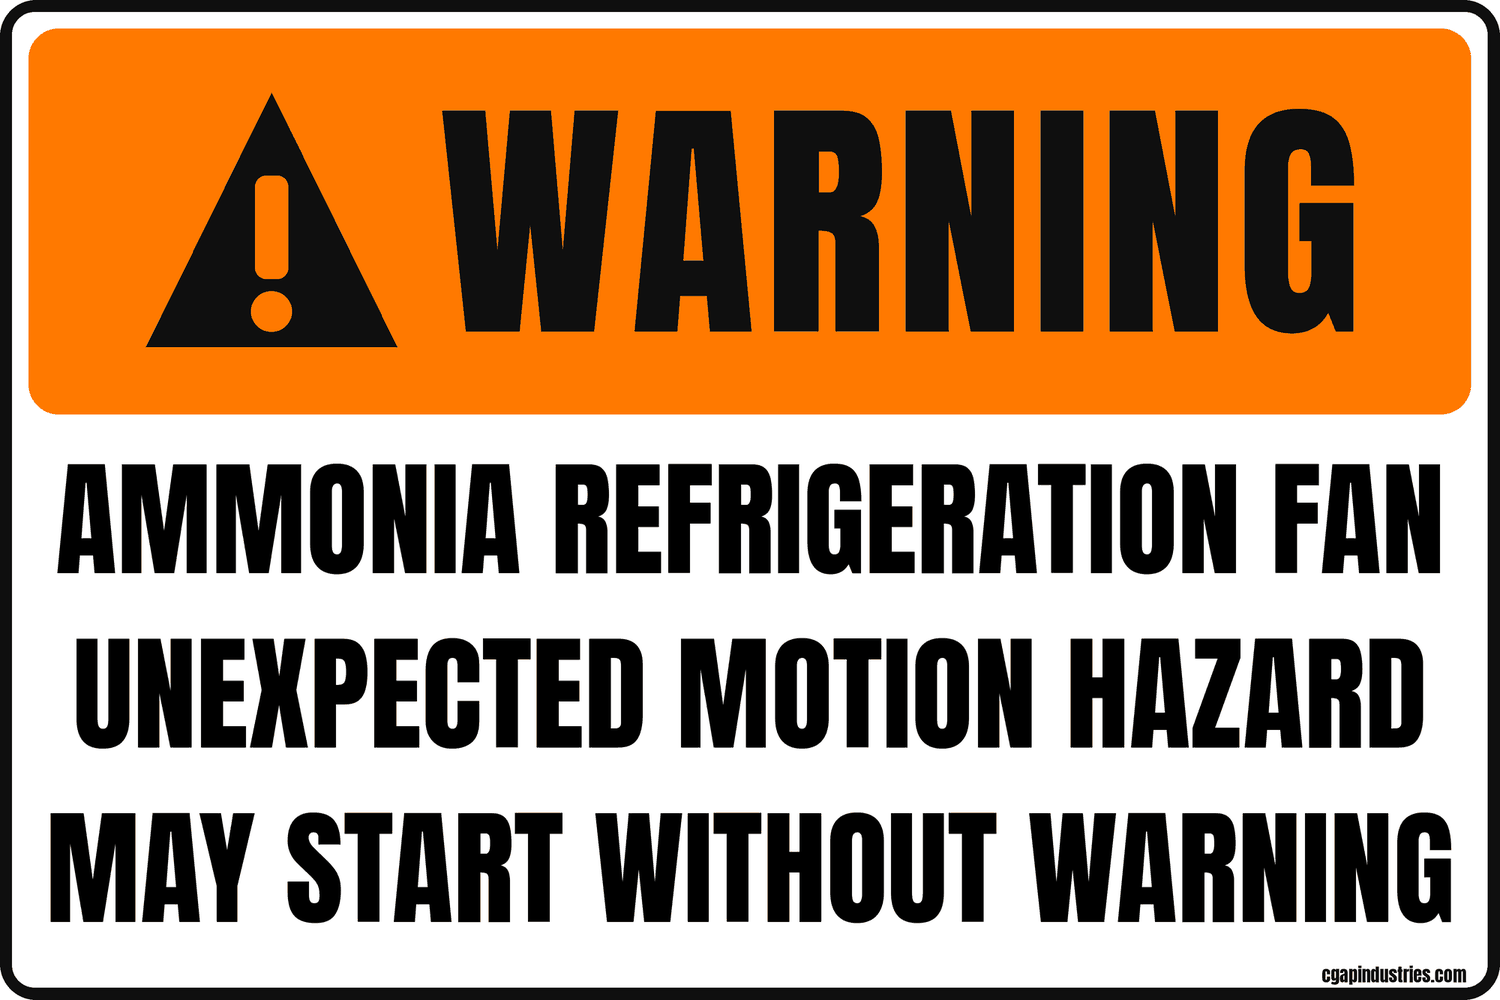 WARNING
AMMONIA REFRIGERATION FAN
UNEXPECTED MOTION HAZARD
MAY START WITHOUT WARNING
cgapindustries.com